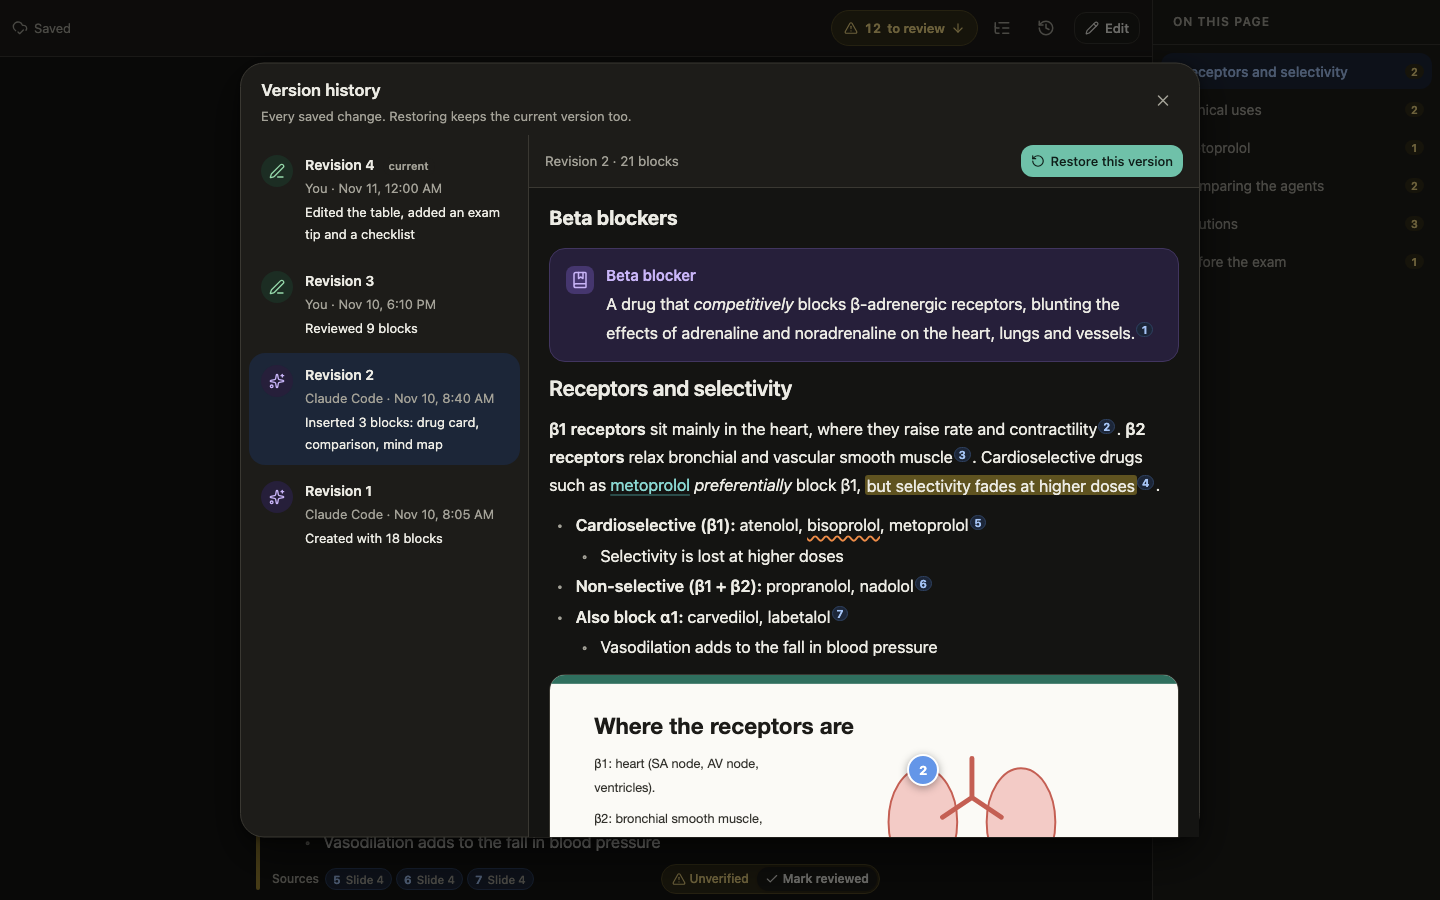 Saved
12 to review
Edit
ON THIS PAGE
Version history
Every saved change. Restoring keeps the current version too.
Revision 4 current
You · Nov 11, 12:00 AM
Edited the table, added an exam
tip and a checklist
Revision 3
You · Nov 10, 6:10 PM
Reviewed 9 blocks
Revision 2
Claude Code · Nov 10, 8:40 AM
Inserted 3 blocks: drug card,
comparison, mind map
Revision 1
Claude Code · Nov 10, 8:05 AM
Created with 18 blocks
Revision 2 · 21 blocks
Restore this version
Beta blockers
Beta blocker
A drug that competitively blocks β-adrenergic receptors, blunting the
effects of adrenaline and noradrenaline on the heart, lungs and vessels. 1
Receptors and selectivity
β1 receptors sit mainly in the heart, where they raise rate and contractility 2 . β2
receptors relax bronchial and vascular smooth muscle 3 . Cardioselective drugs
such as metoprolol preferentially block β1, but selectivity fades at higher doses 4 .
• Cardioselective (β1): atenolol, bisoprolol, metoprolol 5
• Selectivity is lost at higher doses
• Non-selective (β1 + β2): propranolol, nadolol 6
• Also block α1: carvedilol, labetalol 7
• Vasodilation adds to the fall in blood pressure
Where the receptors are
β1: heart (SA node, AV node,
ventricles).
β2: bronchial smooth muscle,
2
and selectivity 2
uses 2
1
the agents 2
3
the exam 1
• Vasodilation adds to the fall in blood pressure
Sources 5 Slide 4 6 Slide 4 7 Slide 4
Unverified Mark reviewed